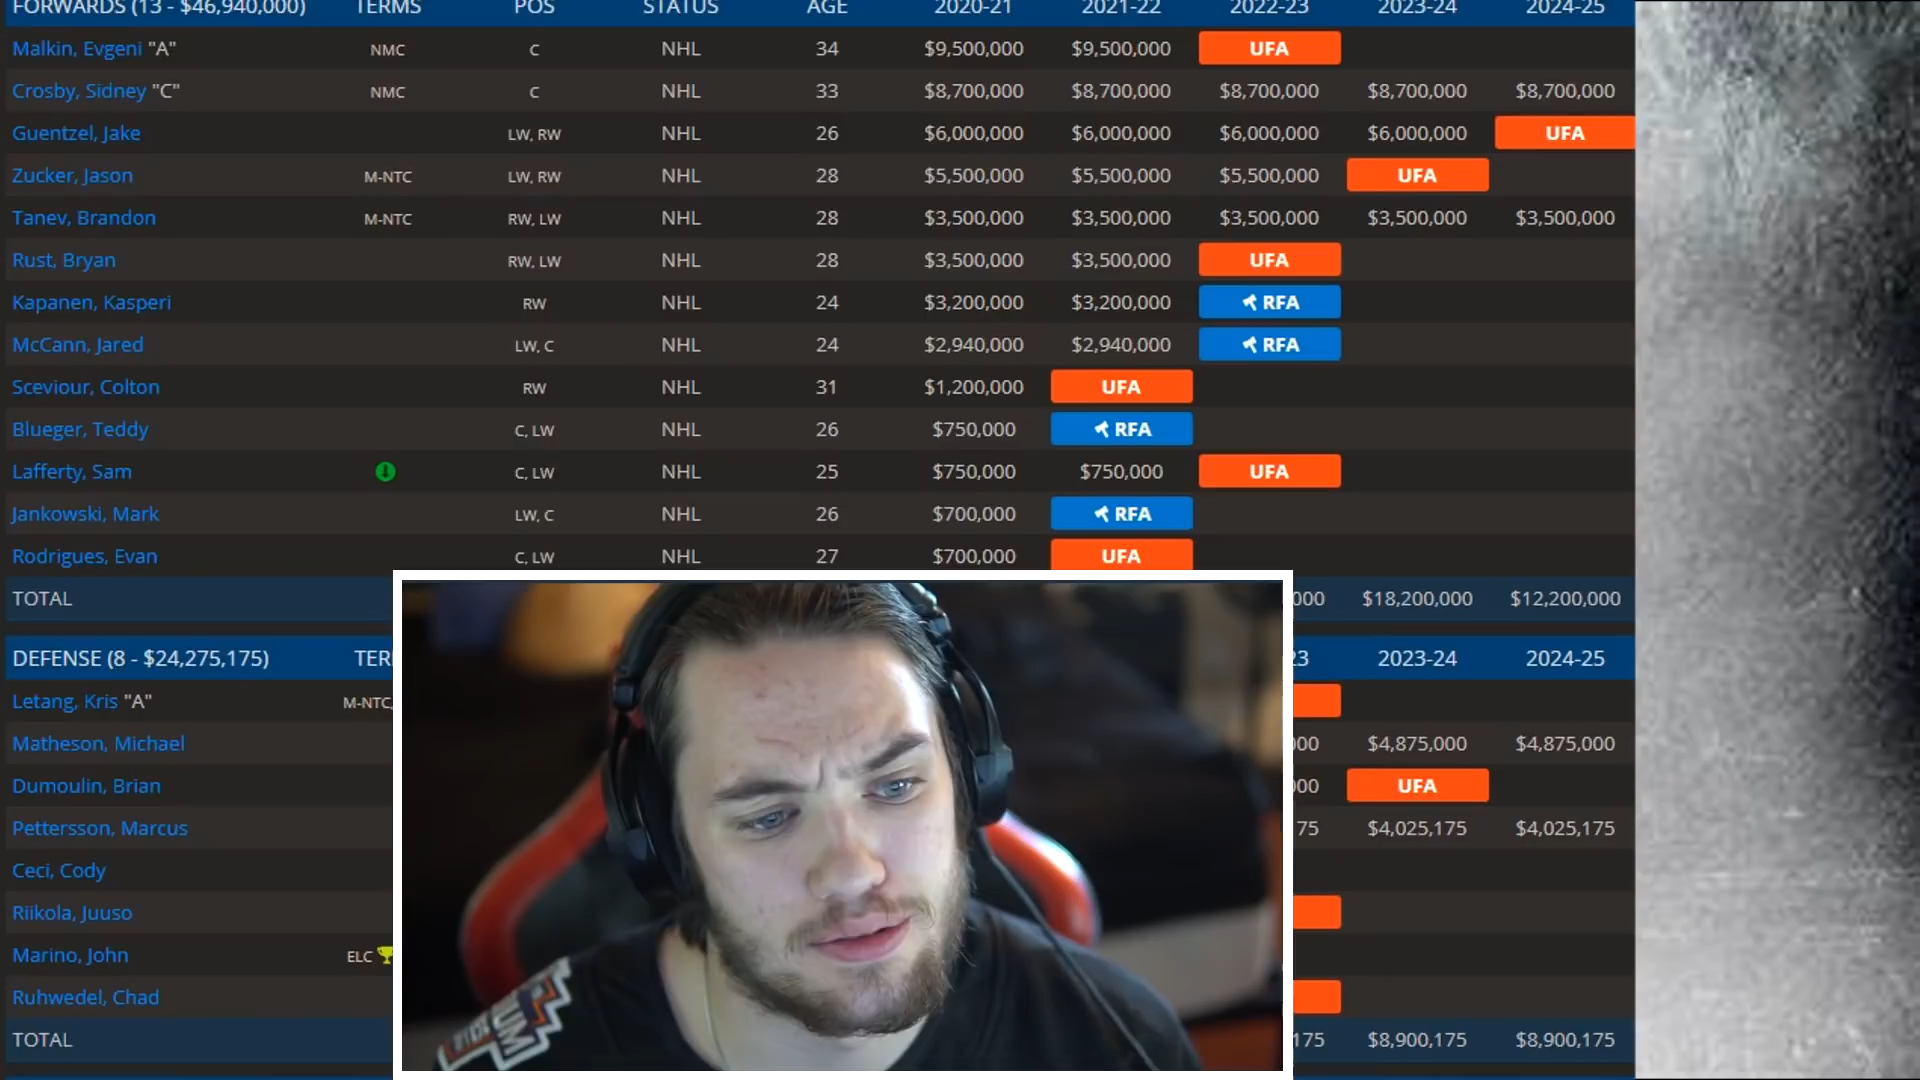 FORWARDS (13 - $46,940,000) TERMS POS STATUS AGE 2020-21 2021-22 2022-23 2023-24 2024-25
Malkin, Evgeni "A" NMC C NHL 34 $9,500,000 $9,500,000 UFA
Crosby, Sidney "C" NMC C NHL 33 $8,700,000 $8,700,000 $8,700,000 $8,700,000 $8,700,000
Guentzel, Jake LW, RW NHL 26 $6,000,000 $6,000,000 $6,000,000 $6,000,000 UFA
Zucker, Jason M-NTC LW, RW NHL 28 $5,500,000 $5,500,000 $5,500,000 UFA
Tanev, Brandon M-NTC RW, LW NHL 28 $3,500,000 $3,500,000 $3,500,000 $3,500,000 $3,500,000
Rust, Bryan RW, LW NHL 28 $3,500,000 $3,500,000 UFA
Kapanen, Kasperi RW NHL 24 $3,200,000 $3,200,000 RFA
McCann, Jared LW, C NHL 24 $2,940,000 $2,940,000 RFA
Sceviour, Colton RW NHL 31 $1,200,000 UFA
Blueger, Teddy C, LW NHL 26 $750,000 RFA
Lafferty, Sam C, LW NHL 25 $750,000 $750,000 UFA
Jankowski, Mark LW, C NHL 26 $700,000 RFA
Rodrigues, Evan C, LW NHL 27 $700,000 UFA
TOTAL 000 $18,200,000 $12,200,000
DEFENSE (8 - $24,275,175) TER 23 2023-24 2024-25
Letang, Kris "A" M-NTC,
Matheson, Michael 000 $4,875,000 $4,875,000
Dumoulin, Brian 000 UFA
Pettersson, Marcus 75 $4,025,175 $4,025,175
Ceci, Cody
Riikola, Juuso
Marino, John ELC
Ruhwedel, Chad
TOTAL 175 $8,900,175 $8,900,175